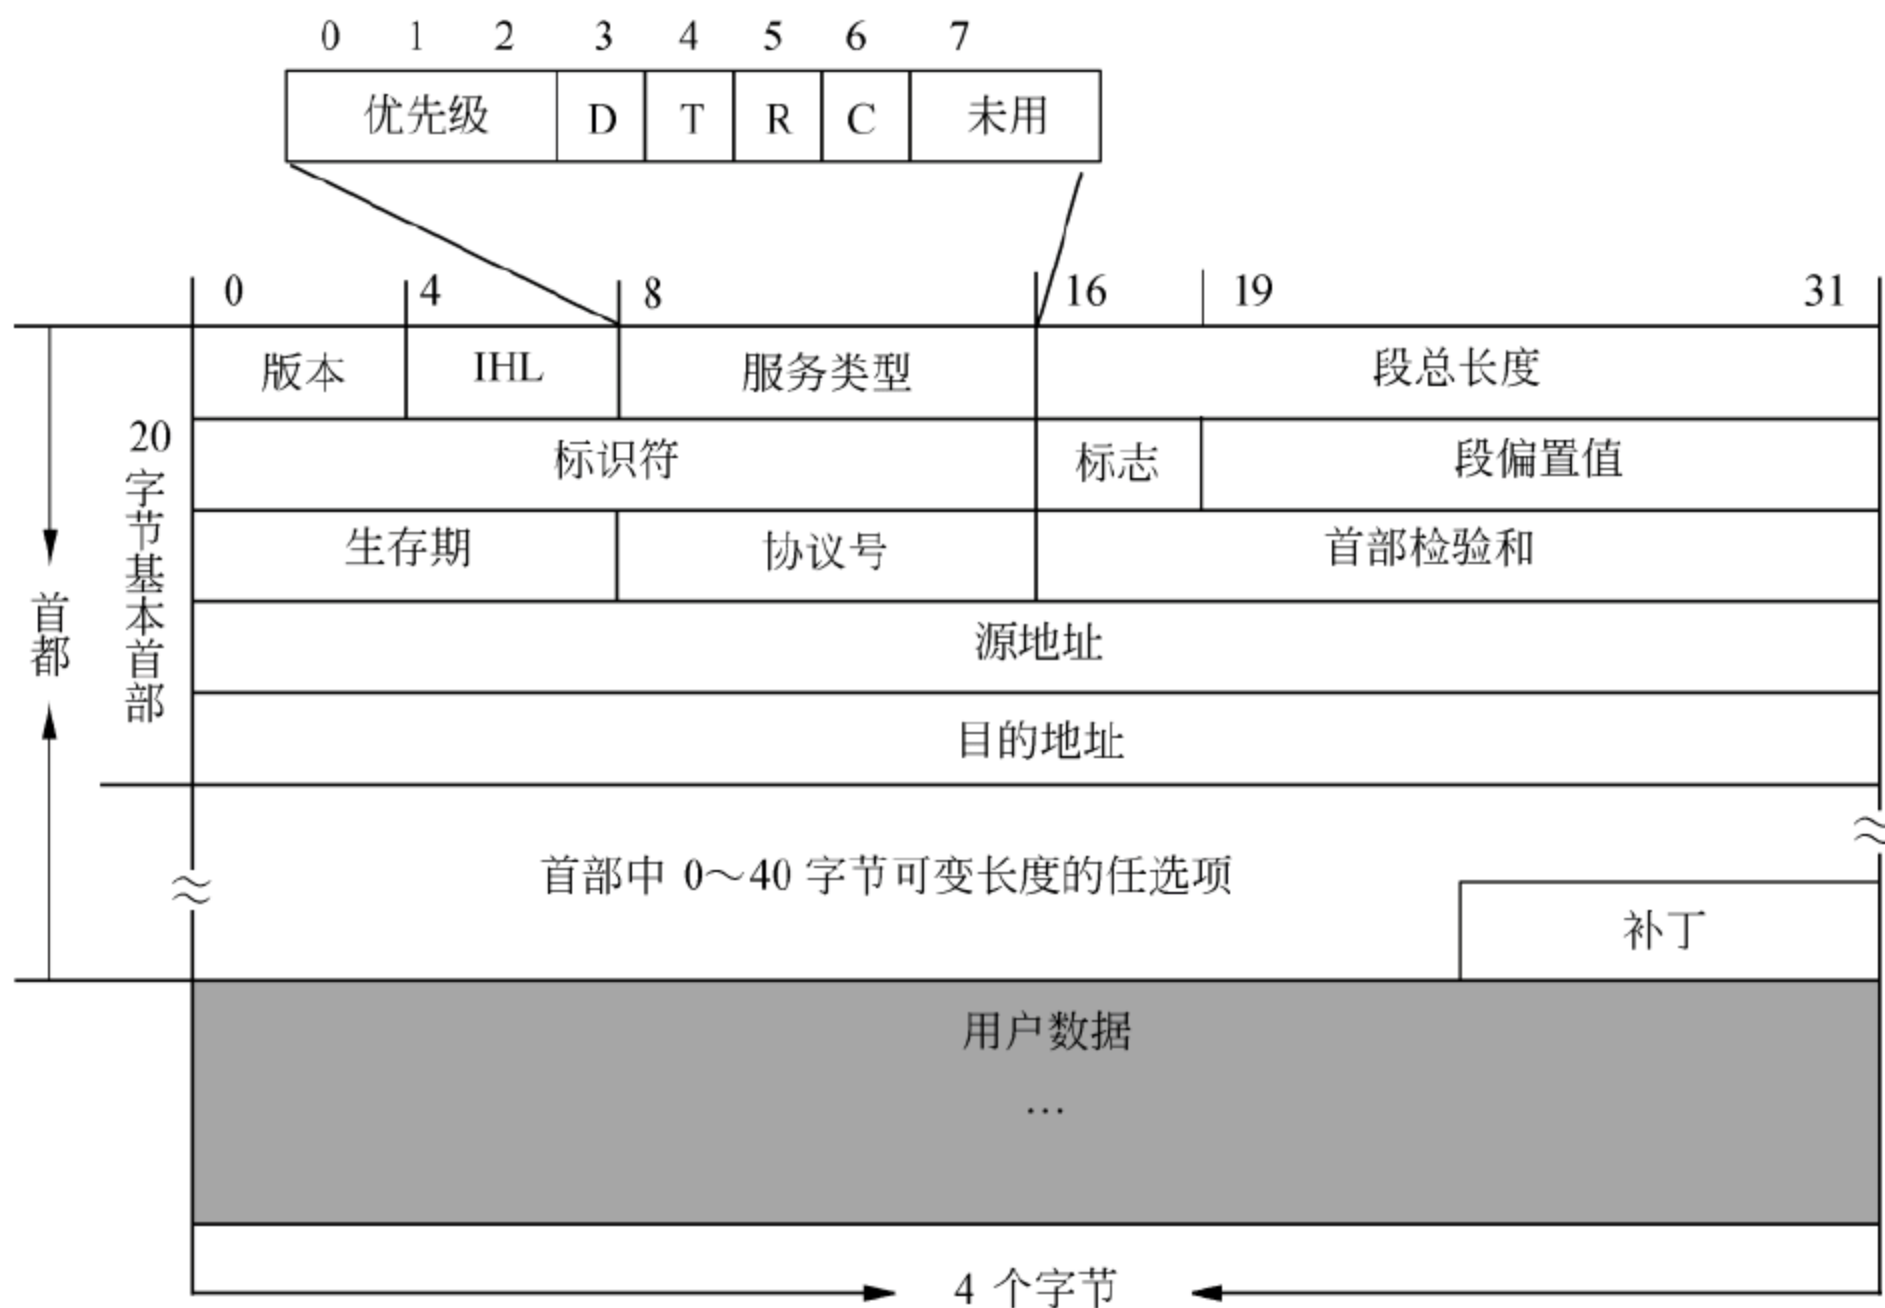 0 1 2 3 4 5 6 7
优先级 D T R C 未用
0 4 8 16 19 31
版本 IHL 服务类型 段总长度
标识符 标志 段偏置值
生存期 协议号 首部检验和
源地址
目的地址
首都
20字节基本首部
首部中 0～40 字节可变长度的任选项
补丁
用户数据
…
4 个字节